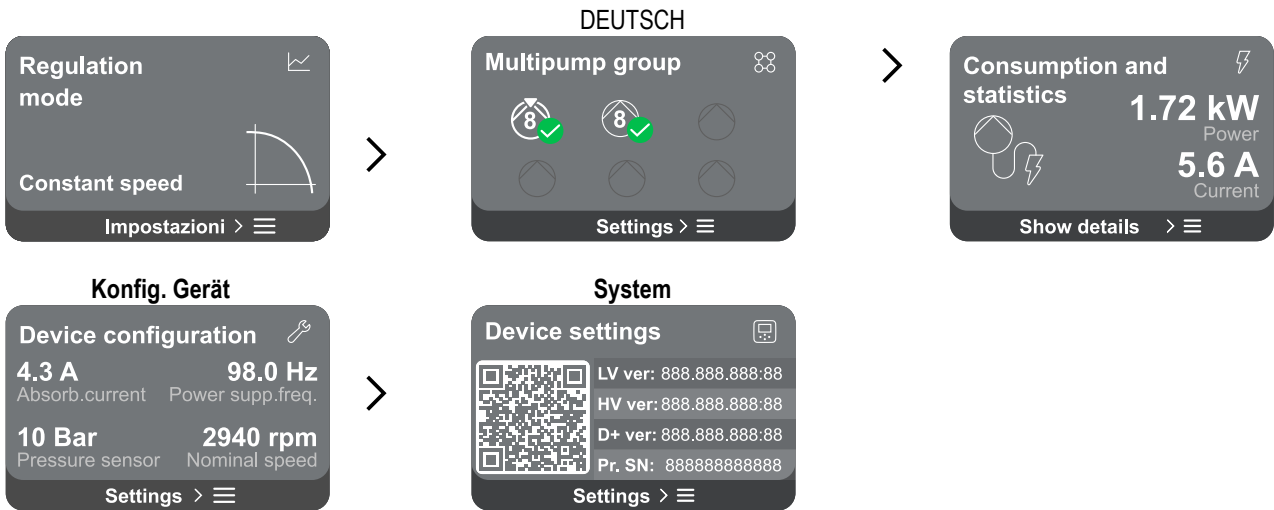 DEUTSCH
Regulation
mode
Constant speed
Impostazioni >
Multipump group
8 8
Settings >
Consumption and
statistics
1.72 kW
Power
5.6 A
Current
Show details >
Konfig. Gerät
Device configuration
4.3 A 98.0 Hz
Absorb.current Power supp.freq.
10 Bar 2940 rpm
Pressure sensor Nominal speed
Settings >
System
Device settings
LV ver: 888.888.888:88
HV ver: 888.888.888:88
D+ ver: 888.888.888:88
Pr. SN: 888888888888
Settings >